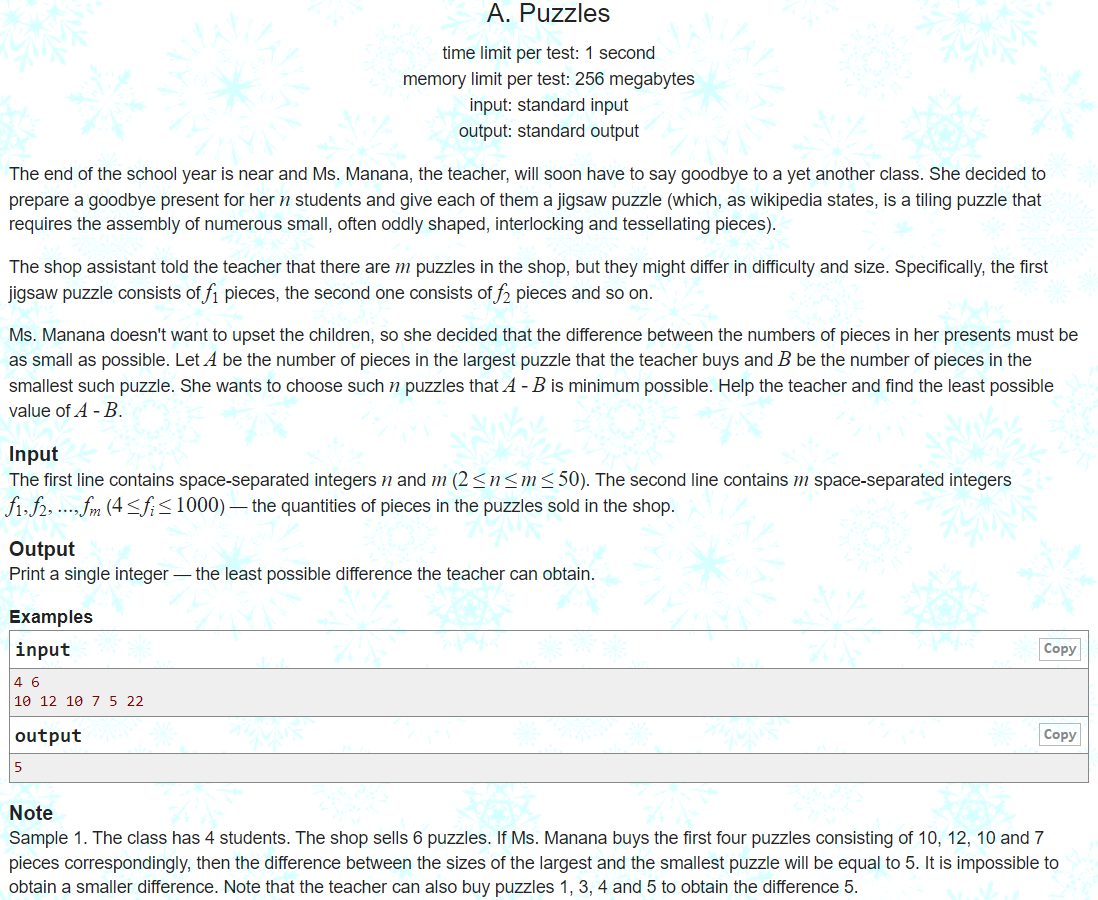 A. Puzzles
time limit per test: 1 second
memory limit per test: 256 megabytes
input: standard input
output: standard output
The end of the school year is near and Ms. Manana, the teacher, will soon have to say goodbye to a yet another class. She decided to
prepare a goodbye present for her n students and give each of them a jigsaw puzzle (which, as wikipedia states, is a tiling puzzle that
requires the assembly of numerous small, often oddly shaped, interlocking and tessellating pieces).
The shop assistant told the teacher that there are m puzzles in the shop, but they might differ in difficulty and size. Specifically, the first
jigsaw puzzle consists of f1 pieces, the second one consists of f2 pieces and so on.
Ms. Manana doesn't want to upset the children, so she decided that the difference between the numbers of pieces in her presents must be
as small as possible. Let A be the number of pieces in the largest puzzle that the teacher buys and B be the number of pieces in the
smallest such puzzle. She wants to choose such n puzzles that A - B is minimum possible. Help the teacher and find the least possible
value of A - B.
Input
The first line contains space-separated integers n and m (2 ≤ n ≤ m ≤ 50). The second line contains m space-separated integers
f1, f2, ..., fm (4 ≤ fi ≤ 1000) — the quantities of pieces in the puzzles sold in the shop.
Output
Print a single integer — the least possible difference the teacher can obtain.
Examples
input Copy
4 6
10 12 10 7 5 22
output Copy
5
Note
Sample 1. The class has 4 students. The shop sells 6 puzzles. If Ms. Manana buys the first four puzzles consisting of 10, 12, 10 and 7
pieces correspondingly, then the difference between the sizes of the largest and the smallest puzzle will be equal to 5. It is impossible to
obtain a smaller difference. Note that the teacher can also buy puzzles 1, 3, 4 and 5 to obtain the difference 5.